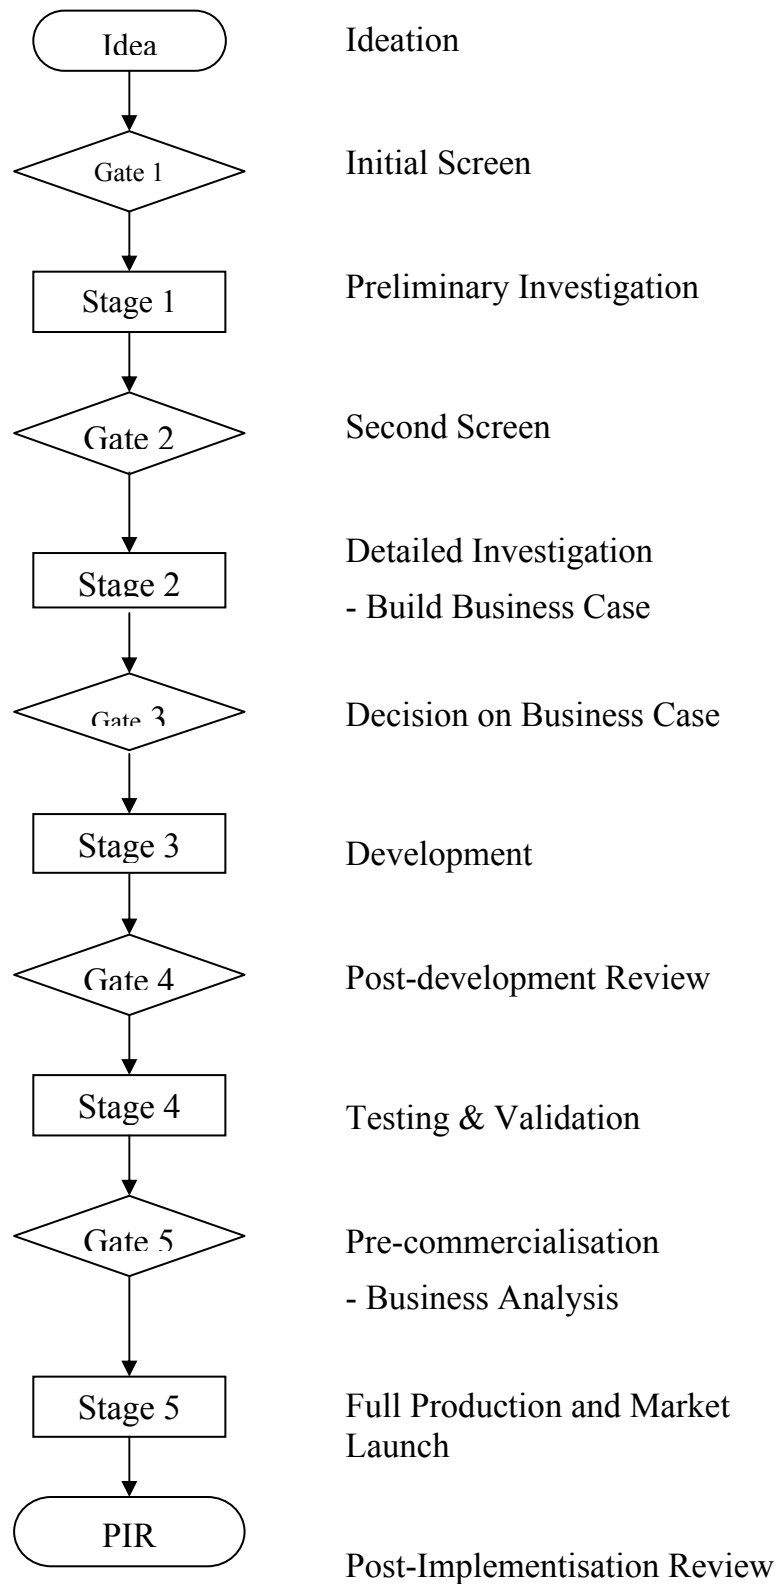 Idea
Ideation
Gate 1
Initial Screen
Stage 1
Preliminary Investigation
Gate 2
Second Screen
Stage 2
Detailed Investigation
- Build Business Case
Gate 3
Decision on Business Case
Stage 3
Development
Gate 4
Post-development Review
Stage 4
Testing & Validation
Gate 5
Pre-commercialisation
- Business Analysis
Stage 5
Full Production and Market
Launch
PIR
Post-Implementisation Review